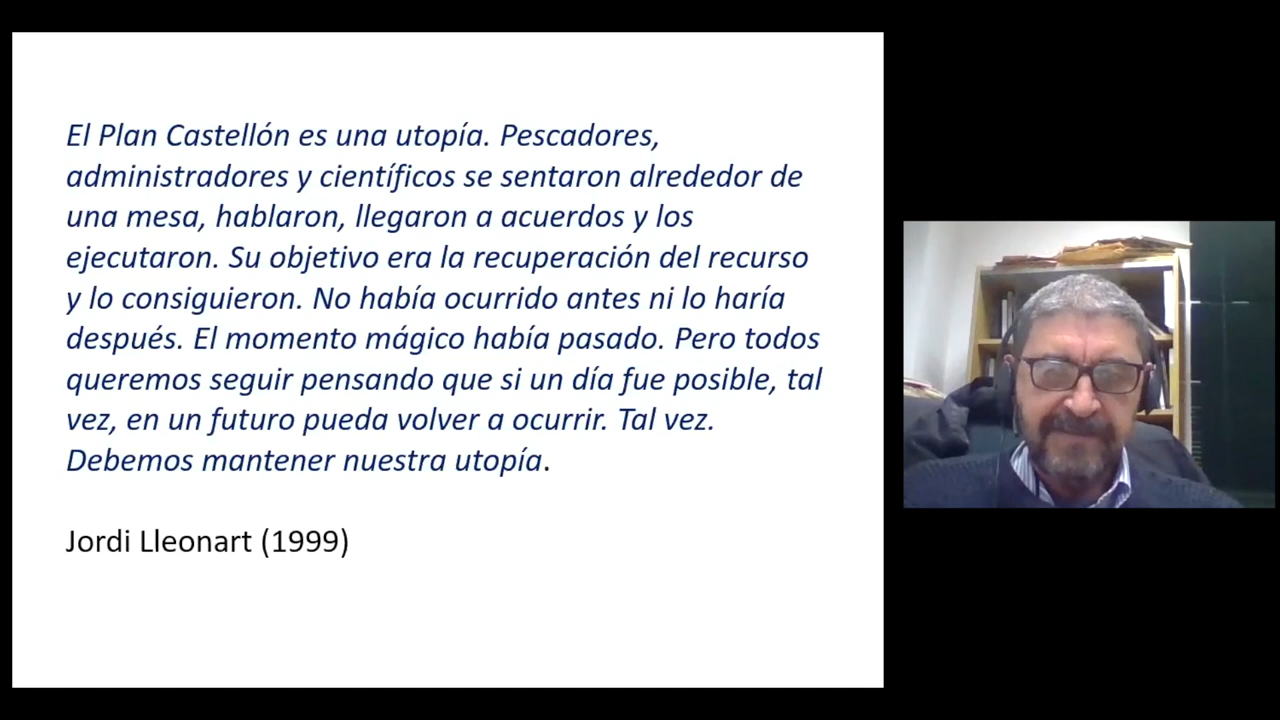 El Plan Castellón es una utopía. Pescadores,
administradores y científicos se sentaron alrededor de
una mesa, hablaron, llegaron a acuerdos y los
ejecutaron. Su objetivo era la recuperación del recurso
y lo consiguieron. No había ocurrido antes ni lo haría
después. El momento mágico había pasado. Pero todos
queremos seguir pensando que si un día fue posible, tal
vez, en un futuro pueda volver a ocurrir. Tal vez.
Debemos mantener nuestra utopía.
Jordi Lleonart (1999)